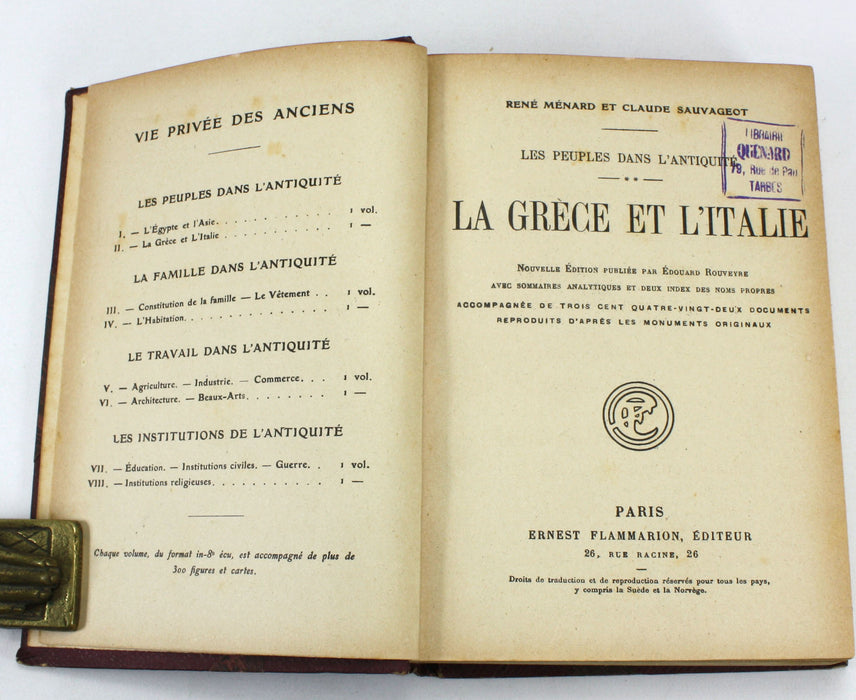 VIE PRIVÉE DES ANCIENS
LES PEUPLES DANS L'ANTIQUITÉ
I. — L'Égypte et l'Asie. . . . . . . . . . . . . 1 vol.
II. — La Grèce et L'Italie . . . . . . . . . . . . 1 —
LA FAMILLE DANS L'ANTIQUITÉ
III. — Constitution de la famille — Le Vêtement . . 1 vol.
IV. — L'Habitation. . . . . . . . . . . . . . . 1 —
LE TRAVAIL DANS L'ANTIQUITÉ
V. — Agriculture. — Industrie. — Commerce. . . 1 vol.
VI. — Architecture. — Beaux-Arts. . . . . . . . 1 —
LES INSTITUTIONS DE L'ANTIQUITÉ
VII. — Éducation. — Institutions civiles. — Guerre. . 1 vol.
VIII. — Institutions religieuses. . . . . . . . . . 1 —
Chaque volume, du format in-8º écu, est accompagné de plus de
300 figures et cartes.
RENÉ MÉNARD ET CLAUDE SAUVAGEOT
LES PEUPLES DANS L'ANTIQUITÉ
— ** —
LA GRÈCE ET L'ITALIE
NOUVELLE ÉDITION PUBLIÉE PAR ÉDOUARD ROUVEYRE
AVEC SOMMAIRES ANALYTIQUES ET DEUX INDEX DES NOMS PROPRES
ACCOMPAGNÉE DE TROIS CENT QUATRE-VINGT-DEUX DOCUMENTS
REPRODUITS D'APRÈS LES MONUMENTS ORIGINAUX
PARIS
ERNEST FLAMMARION, ÉDITEUR
26, RUE RACINE, 26
Droits de traduction et de reproduction réservés pour tous les pays,
y compris la Suède et la Norvège.
LIBRAIRIE
QUÉNARD
79, Rue de Pau
TARBES